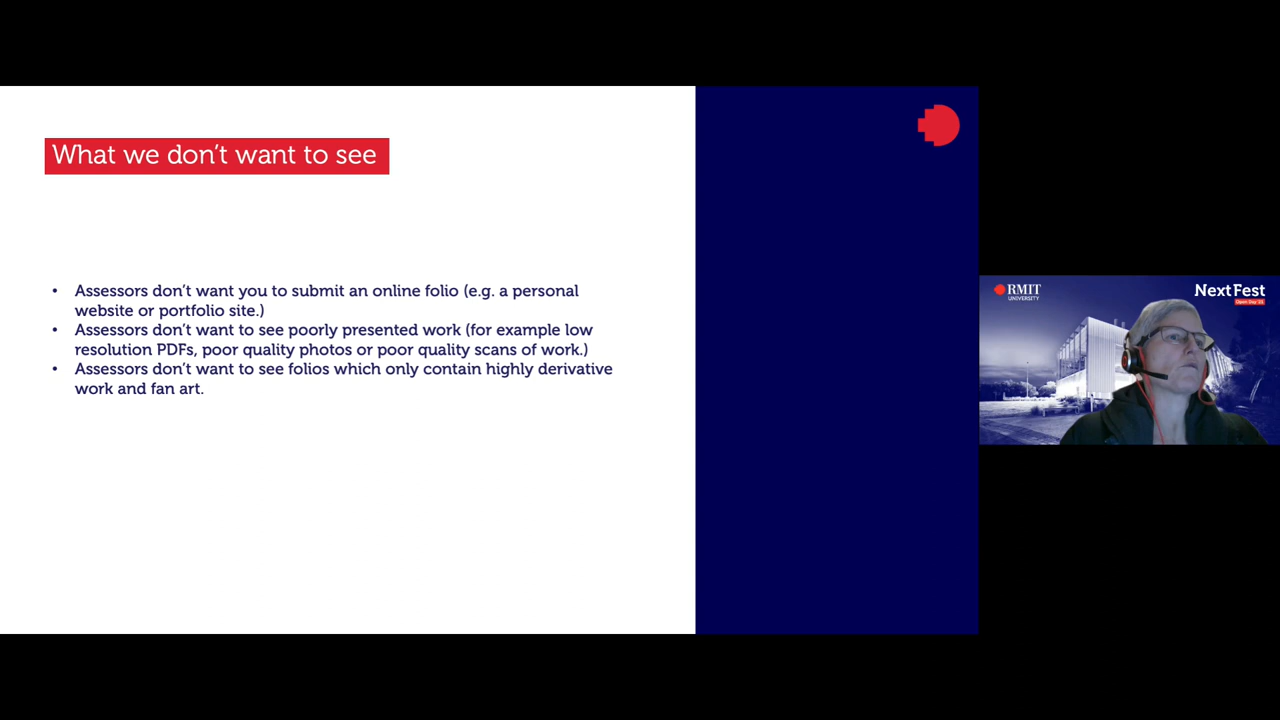 What we don't want to see
• Assessors don't want you to submit an online folio (e.g. a personal
website or portfolio site.)
• Assessors don't want to see poorly presented work (for example low
resolution PDFs, poor quality photos or poor quality scans of work.)
• Assessors don't want to see folios which only contain highly derivative
work and fan art.
RMIT
UNIVERSITY
NextFest